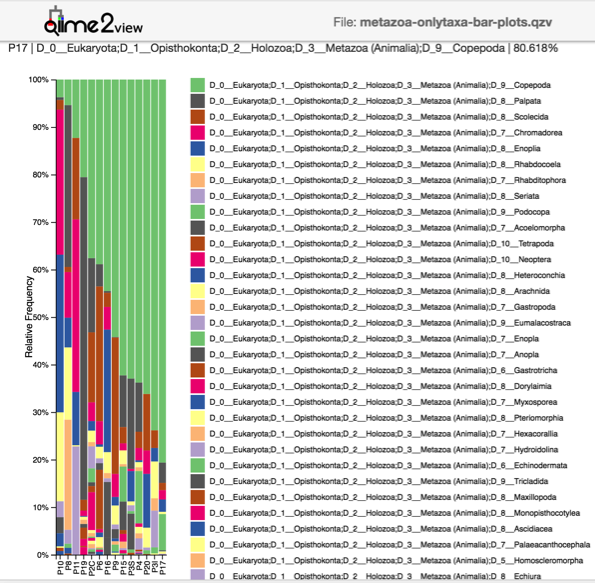 qiime2view
File: metazoa-onlytaxa-bar-plots.qzv
P17 | D_0__Eukaryota;D_1__Opisthokonta;D_2__Holozoa;D_3__Metazoa (Animalia);D_9__Copepoda | 80.618%
100%
90%
80%
70%
60%
50%
40%
30%
20%
10%
0%
Relative Frequency
D_0__Eukaryota;D_1__Opisthokonta;D_2__Holozoa;D_3__Metazoa (Animalia);D_9__Copepoda
D_0__Eukaryota;D_1__Opisthokonta;D_2__Holozoa;D_3__Metazoa (Animalia);D_8__Palpata
D_0__Eukaryota;D_1__Opisthokonta;D_2__Holozoa;D_3__Metazoa (Animalia);D_8__Scolecida
D_0__Eukaryota;D_1__Opisthokonta;D_2__Holozoa;D_3__Metazoa (Animalia);D_7__Chromadorea
D_0__Eukaryota;D_1__Opisthokonta;D_2__Holozoa;D_3__Metazoa (Animalia);D_8__Enoplia
D_0__Eukaryota;D_1__Opisthokonta;D_2__Holozoa;D_3__Metazoa (Animalia);D_8__Rhabdocoela
D_0__Eukaryota;D_1__Opisthokonta;D_2__Holozoa;D_3__Metazoa (Animalia);D_7__Rhabditophora
D_0__Eukaryota;D_1__Opisthokonta;D_2__Holozoa;D_3__Metazoa (Animalia);D_8__Seriata
D_0__Eukaryota;D_1__Opisthokonta;D_2__Holozoa;D_3__Metazoa (Animalia);D_9__Podocopa
D_0__Eukaryota;D_1__Opisthokonta;D_2__Holozoa;D_3__Metazoa (Animalia);D_7__Acoelomorpha
D_0__Eukaryota;D_1__Opisthokonta;D_2__Holozoa;D_3__Metazoa (Animalia);D_10__Tetrapoda
D_0__Eukaryota;D_1__Opisthokonta;D_2__Holozoa;D_3__Metazoa (Animalia);D_10__Neoptera
D_0__Eukaryota;D_1__Opisthokonta;D_2__Holozoa;D_3__Metazoa (Animalia);D_8__Heteroconchia
D_0__Eukaryota;D_1__Opisthokonta;D_2__Holozoa;D_3__Metazoa (Animalia);D_8__Arachnida
D_0__Eukaryota;D_1__Opisthokonta;D_2__Holozoa;D_3__Metazoa (Animalia);D_7__Gastropoda
D_0__Eukaryota;D_1__Opisthokonta;D_2__Holozoa;D_3__Metazoa (Animalia);D_9__Eumalacostraca
D_0__Eukaryota;D_1__Opisthokonta;D_2__Holozoa;D_3__Metazoa (Animalia);D_7__Enopla
D_0__Eukaryota;D_1__Opisthokonta;D_2__Holozoa;D_3__Metazoa (Animalia);D_7__Anopla
D_0__Eukaryota;D_1__Opisthokonta;D_2__Holozoa;D_3__Metazoa (Animalia);D_6__Gastrotricha
D_0__Eukaryota;D_1__Opisthokonta;D_2__Holozoa;D_3__Metazoa (Animalia);D_8__Dorylaimia
D_0__Eukaryota;D_1__Opisthokonta;D_2__Holozoa;D_3__Metazoa (Animalia);D_7__Myxosporea
D_0__Eukaryota;D_1__Opisthokonta;D_2__Holozoa;D_3__Metazoa (Animalia);D_8__Pteriomorphia
D_0__Eukaryota;D_1__Opisthokonta;D_2__Holozoa;D_3__Metazoa (Animalia);D_7__Hexacorallia
D_0__Eukaryota;D_1__Opisthokonta;D_2__Holozoa;D_3__Metazoa (Animalia);D_7__Hydroidolina
D_0__Eukaryota;D_1__Opisthokonta;D_2__Holozoa;D_3__Metazoa (Animalia);D_6__Echinodermata
D_0__Eukaryota;D_1__Opisthokonta;D_2__Holozoa;D_3__Metazoa (Animalia);D_9__Tricladida
D_0__Eukaryota;D_1__Opisthokonta;D_2__Holozoa;D_3__Metazoa (Animalia);D_8__Maxillopoda
D_0__Eukaryota;D_1__Opisthokonta;D_2__Holozoa;D_3__Metazoa (Animalia);D_8__Monopisthocotylea
D_0__Eukaryota;D_1__Opisthokonta;D_2__Holozoa;D_3__Metazoa (Animalia);D_8__Ascidiacea
D_0__Eukaryota;D_1__Opisthokonta;D_2__Holozoa;D_3__Metazoa (Animalia);D_7__Palaeacanthocephala
D_0__Eukaryota;D_1__Opisthokonta;D_2__Holozoa;D_3__Metazoa (Animalia);D_5__Homoscleromorpha
D_0__Eukaryota;D_1__Opisthokonta;D_2__Holozoa;D_3__Metazoa (Animalia);D_8__Echiura
P10
P8
P11
P19
P2C
P6
P16
P9
P15
P3S
P4
P20
P3I
P17